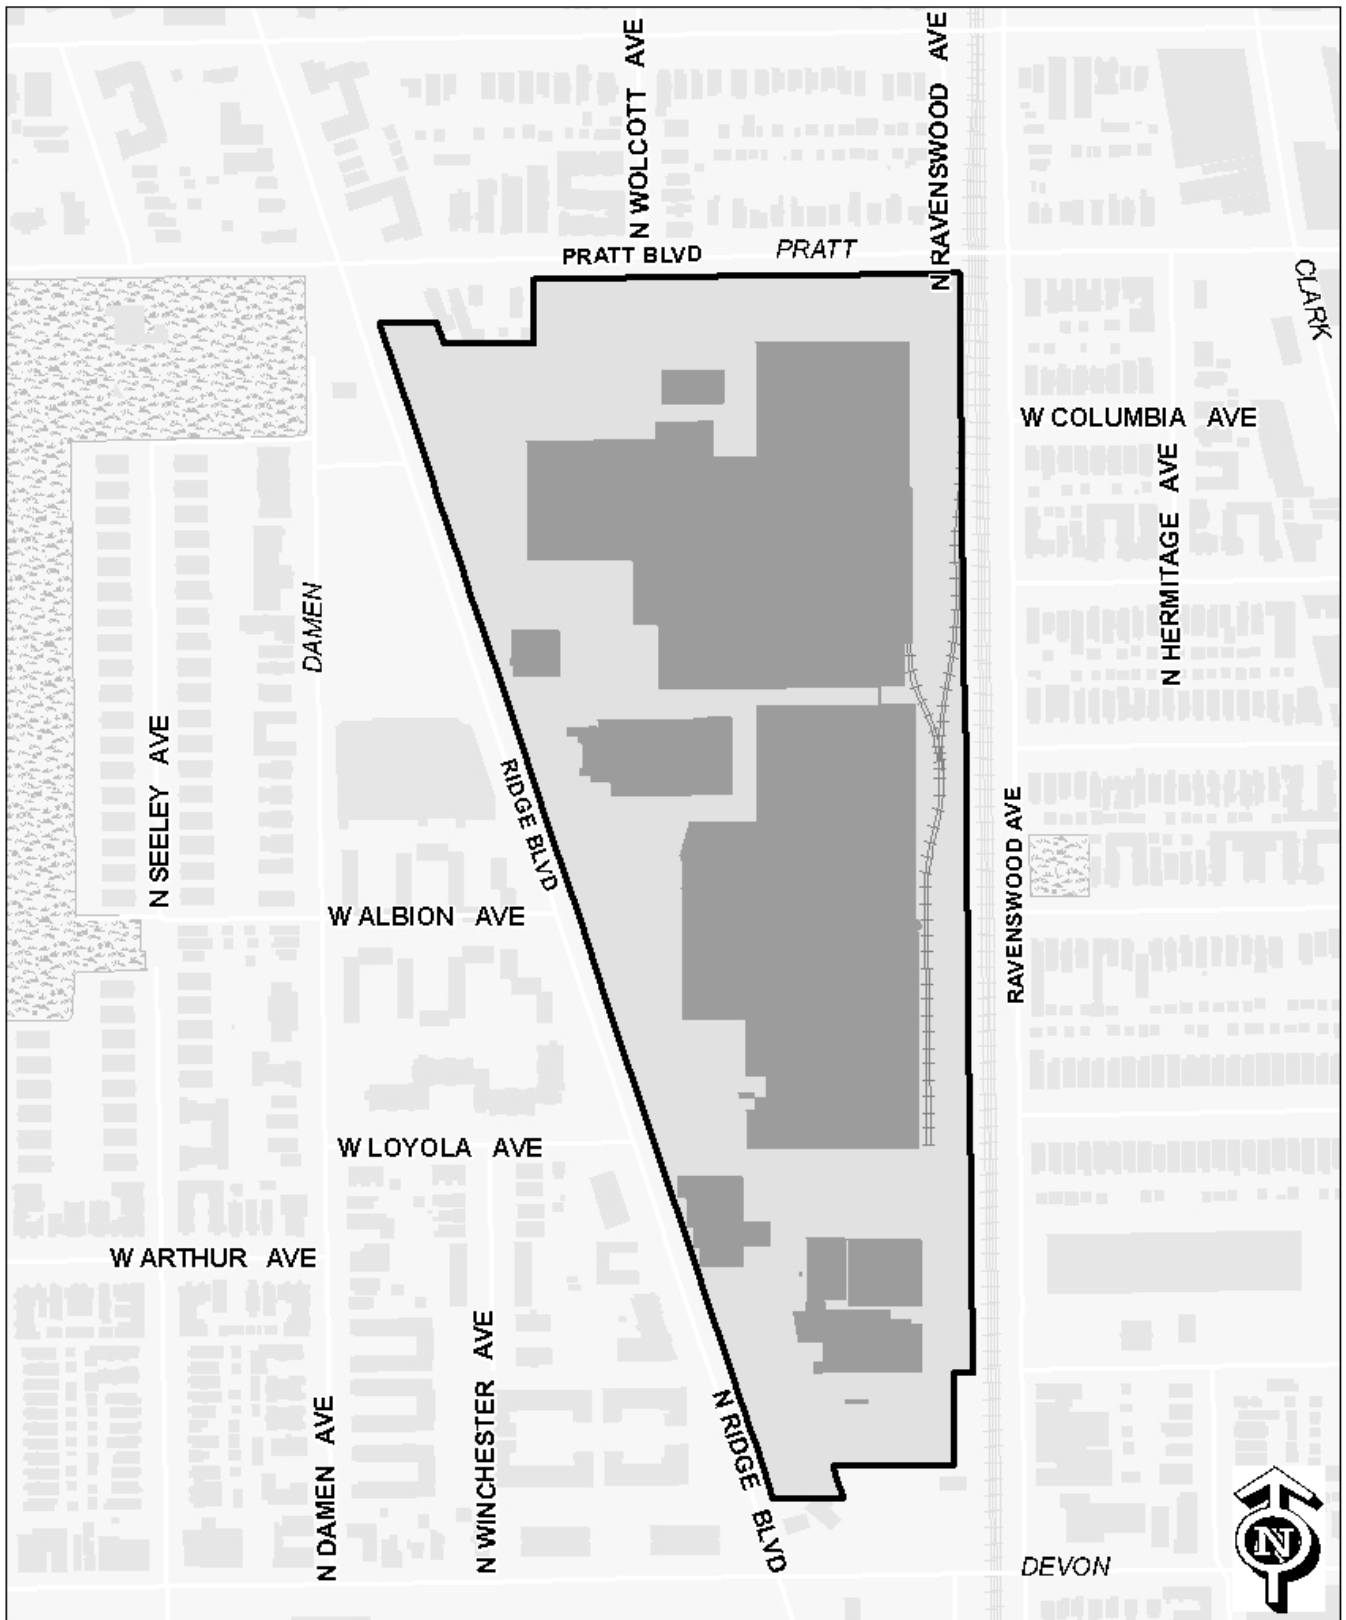 N WOLCOTT AVE
N RAVENSWOOD AVE
PRATT BLVD
PRATT
CLARK
W COLUMBIA AVE
N HERMITAGE AVE
DAMEN
N SEELEY AVE
RIDGE BLVD
RAVENSWOOD AVE
W ALBION AVE
W LOYOLA AVE
W ARTHUR AVE
N DAMEN AVE
N WINCHESTER AVE
N RIDGE BLVD
DEVON
N